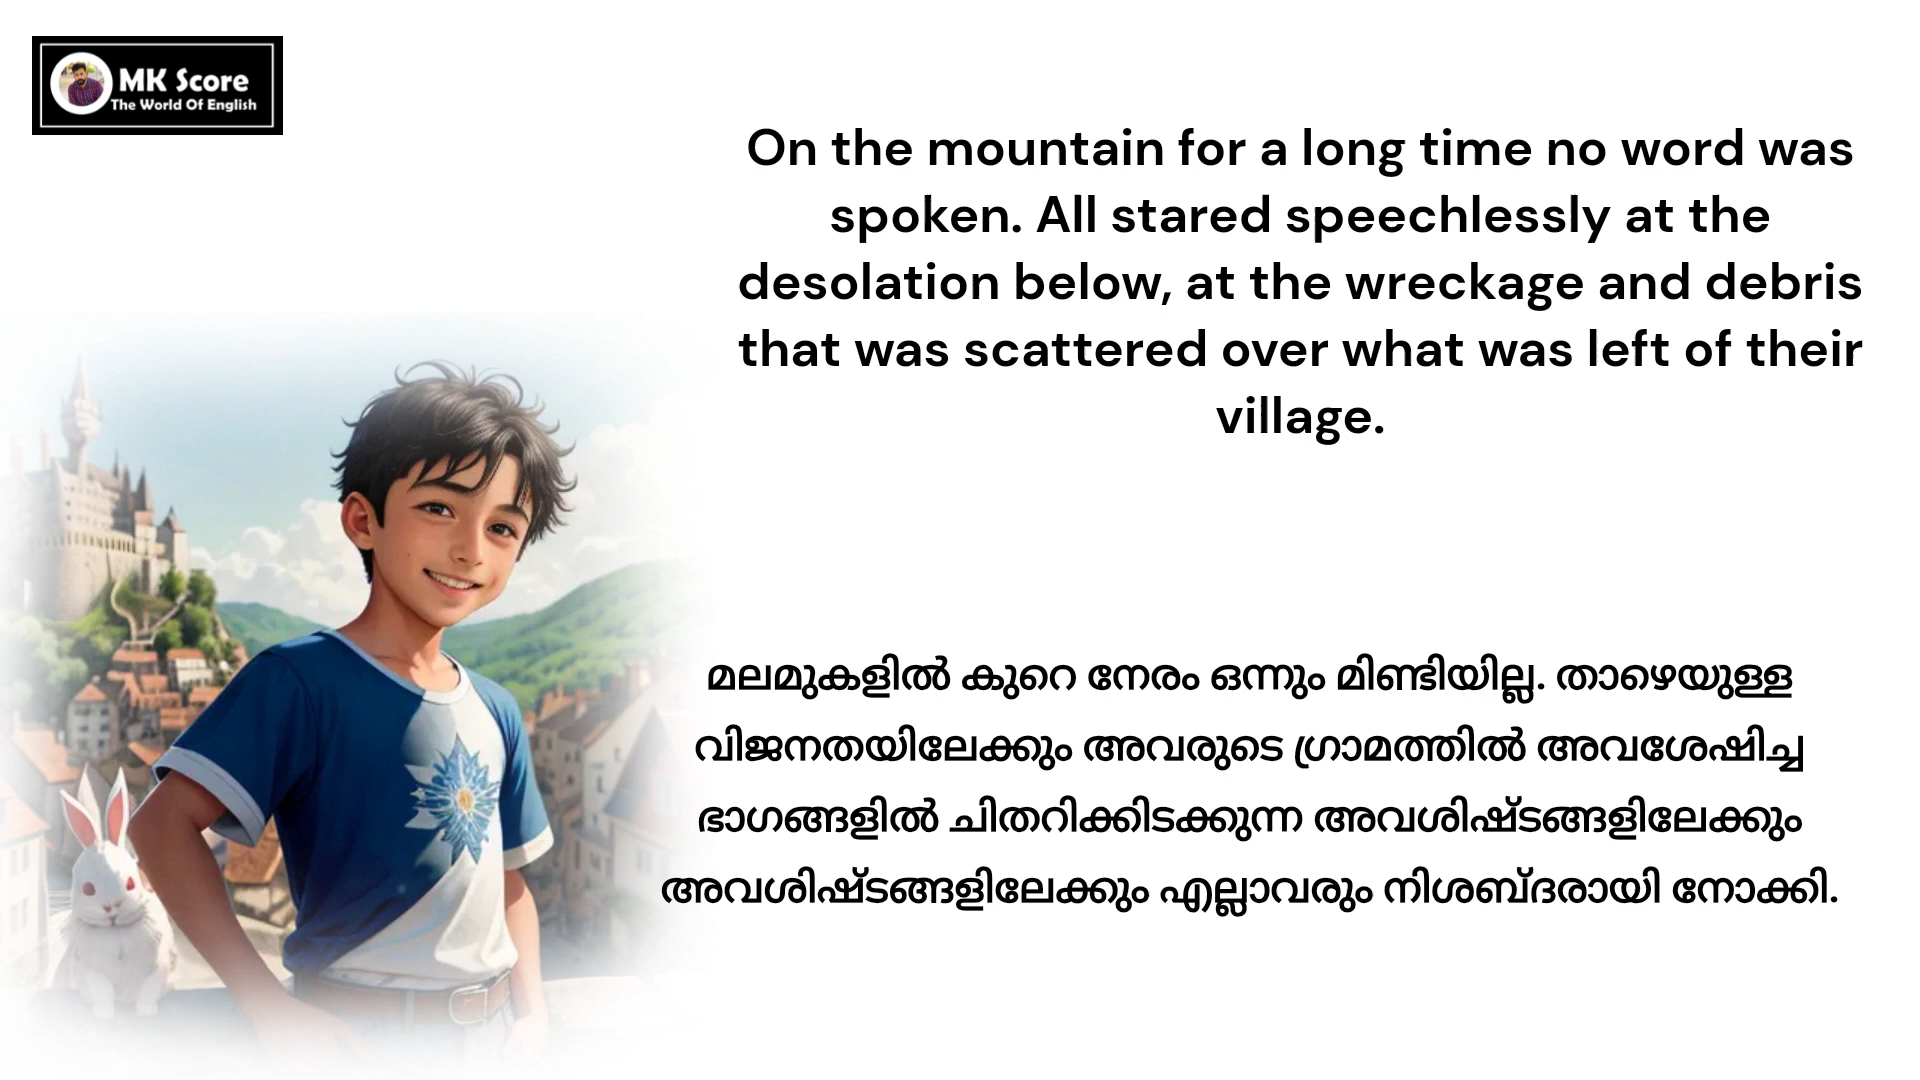 MK Score
The World Of English
On the mountain for a long time no word was
spoken. All stared speechlessly at the
desolation below, at the wreckage and debris
that was scattered over what was left of their
village.
മലമുകളിൽ കുറെ നേരം ഒന്നും മിണ്ടിയില്ല. താഴെയുള്ള
വിജനതയിലേക്കും അവരുടെ ഗ്രാമത്തിൽ അവശേഷിച്ച
ഭാഗങ്ങളിൽ ചിതറിക്കിടക്കുന്ന അവശിഷ്ടങ്ങളിലേക്കും
അവശിഷ്ടങ്ങളിലേക്കും എല്ലാവരും നിശബ്ദരായി നോക്കി.